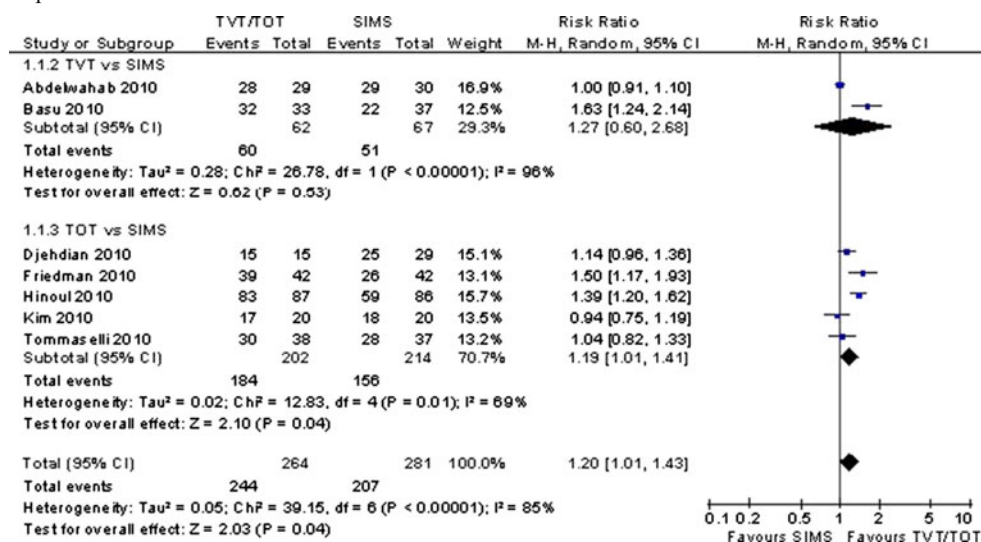 TVT/TOT SIMS Risk Ratio Risk Ratio
Study or Subgroup Events Total Events Total Weight M-H, Random, 95% CI M-H, Random, 95% CI
1.1.2 TVT vs SIMS
Abdelwahab 2010 28 29 29 30 16.9% 1.00 [0.91, 1.10]
Basu 2010 32 33 22 37 12.5% 1.63 [1.24, 2.14]
Subtotal (95% CI) 62 67 29.3% 1.27 [0.60, 2.68]
Total events 60 51
Heterogeneity: Tau² = 0.28; Chi² = 26.78, df = 1 (P < 0.00001); I² = 96%
Test for overall effect: Z = 0.62 (P = 0.53)
1.1.3 TOT vs SIMS
Djehdian 2010 15 15 25 29 15.1% 1.14 [0.96, 1.36]
Friedman 2010 39 42 26 42 13.1% 1.50 [1.17, 1.93]
Hinoul 2010 83 87 59 86 15.7% 1.39 [1.20, 1.62]
Kim 2010 17 20 18 20 13.5% 0.94 [0.75, 1.19]
Tommaselli 2010 30 38 28 37 13.2% 1.04 [0.82, 1.33]
Subtotal (95% CI) 202 214 70.7% 1.19 [1.01, 1.41]
Total events 184 156
Heterogeneity: Tau² = 0.02; Chi² = 12.83, df = 4 (P = 0.01); I² = 69%
Test for overall effect: Z = 2.10 (P = 0.04)
Total (95% CI) 264 281 100.0% 1.20 [1.01, 1.43]
Total events 244 207
Heterogeneity: Tau² = 0.05; Chi² = 39.15, df = 6 (P < 0.00001); I² = 85%
Test for overall effect: Z = 2.03 (P = 0.04)
0.1 0.2 0.5 1 2 5 10
Favours SIMS Favours TVT/TOT